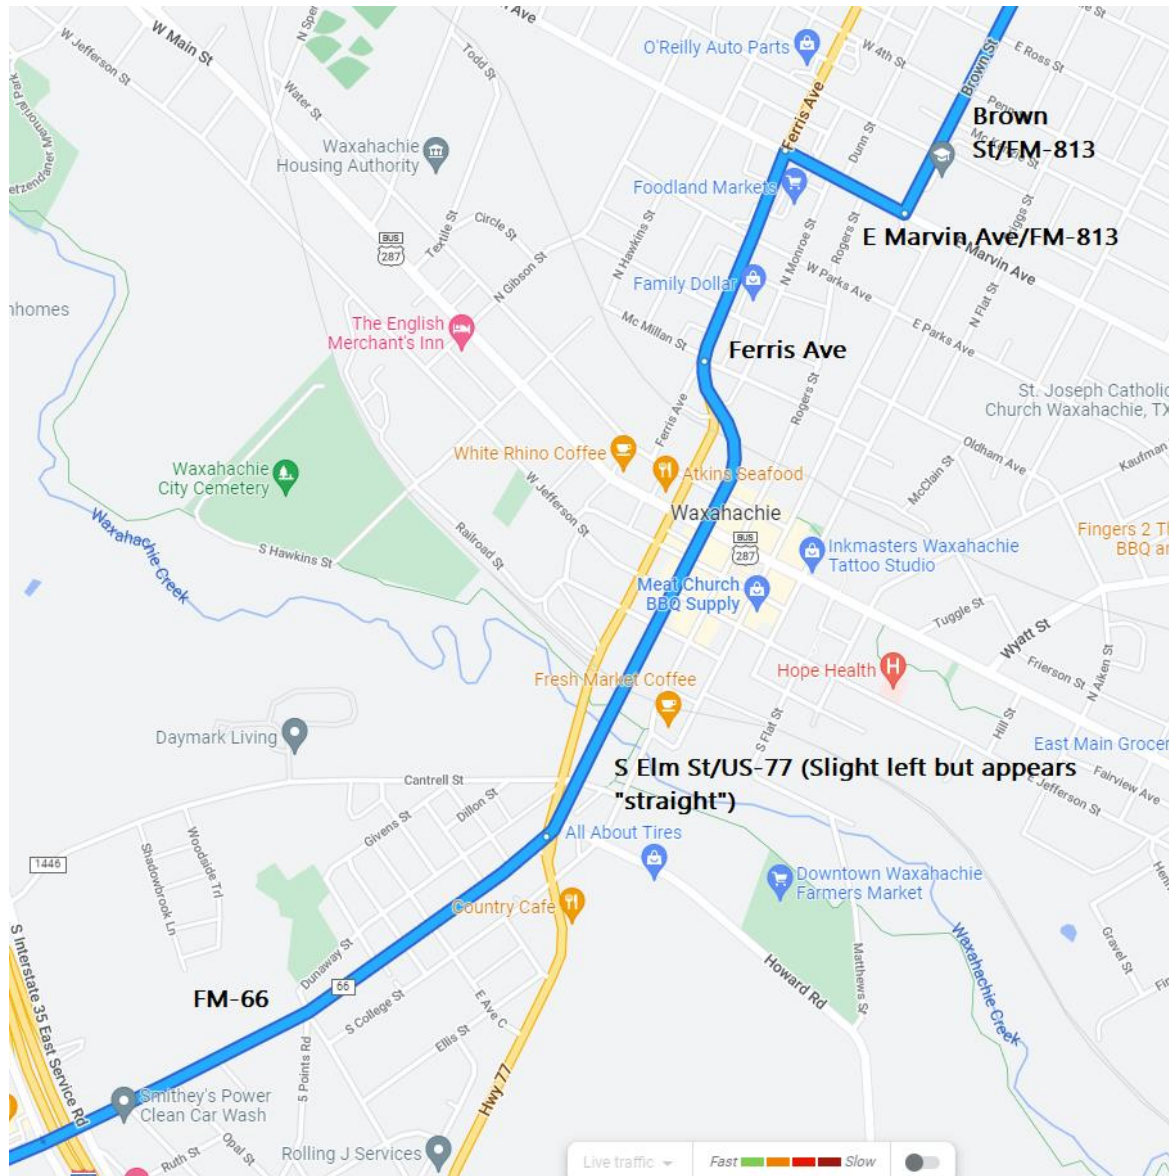 W Main St
N Spen
W Jefferson St
Water St
Todd St
Ave
O'Reilly Auto Parts
W 4th St
E Ross St
Brown St
Ferris Ave
Dunn St
Brown
St/FM-813
Waxahachie
Housing Authority
etzendaner Memorial Park
BUS
287
Textile St
Circle St
N Gibson St
N Hawkins St
Foodland Markets
E Marvin Ave/FM-813
E Marvin Ave
N Monroe St
Rogers St
W Parks Ave
N Flat St
E Parks Ave
Family Dollar
Mc Millan St
nhomes
The English
Merchant's Inn
Ferris Ave
Rogers St
St. Joseph Catholic
Church Waxahachie, TX
Ferris Ave
Oldham Ave
Kaufman
McClain St
White Rhino Coffee
Atkins Seafood
Waxahachie
City Cemetery
W Jefferson St
Waxahachie
BUS
287
Waxahachie Creek
S Hawkins St
Railroad St
Inkmasters Waxahachie
Tattoo Studio
Fingers 2 Th
BBQ an
Meat Church
BBQ Supply
Tuggle St
Wyatt St
Frierson St
N Aiken St
Hope Health
Fresh Market Coffee
S Flat St
Hill St
Daymark Living
East Main Grocer
Fairview Ave
E Jefferson St
S Elm St/US-77 (Slight left but appears
"straight")
Cantrell St
Dillon St
Givens St
All About Tires
1446
Woodside Trl
Shadowbrook Ln
Downtown Waxahachie
Farmers Market
Country Cafe
Gravel St
S Interstate 35 East Service Rd
Dunaway St
Matthews St
Howard Rd
Waxahachie Creek
FM-66
66
S College St
E Ave C
Ellis St
S Points Rd
Hwy 77
Smithey's Power
Clean Car Wash
Opal St
Ruth St
Rolling J Services
Live traffic
Fast
Slow